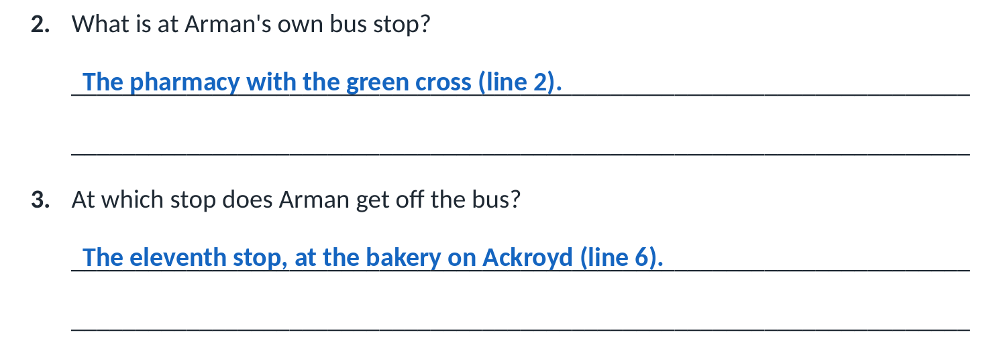 2. What is at Arman's own bus stop?
The pharmacy with the green cross (line 2).
3. At which stop does Arman get off the bus?
The eleventh stop, at the bakery on Ackroyd (line 6).